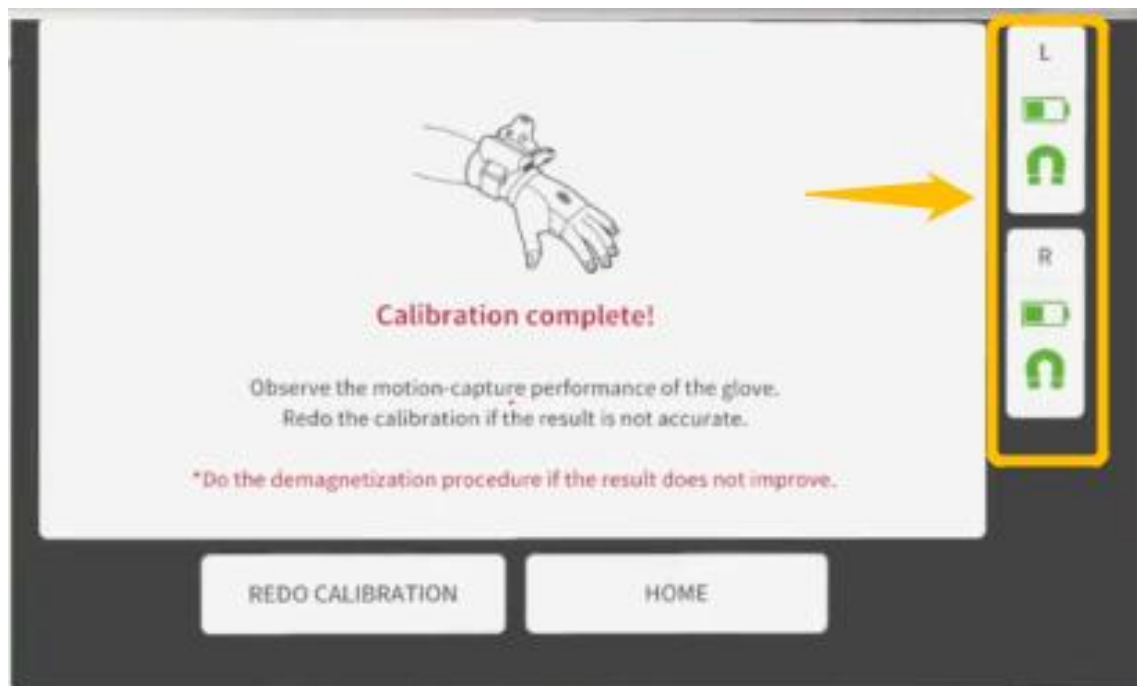 L
R
Calibration complete!
Observe the motion-capture performance of the glove.
Redo the calibration if the result is not accurate.
*Do the demagnetization procedure if the result does not improve.
REDO CALIBRATION
HOME